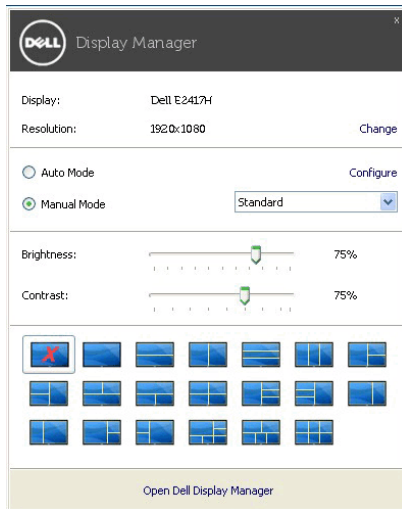 x
DELL Display Manager
Display: Dell E2417H
Resolution: 1920x1080 Change
Auto Mode Configure
Manual Mode Standard
Brightness: 75%
Contrast: 75%
Open Dell Display Manager